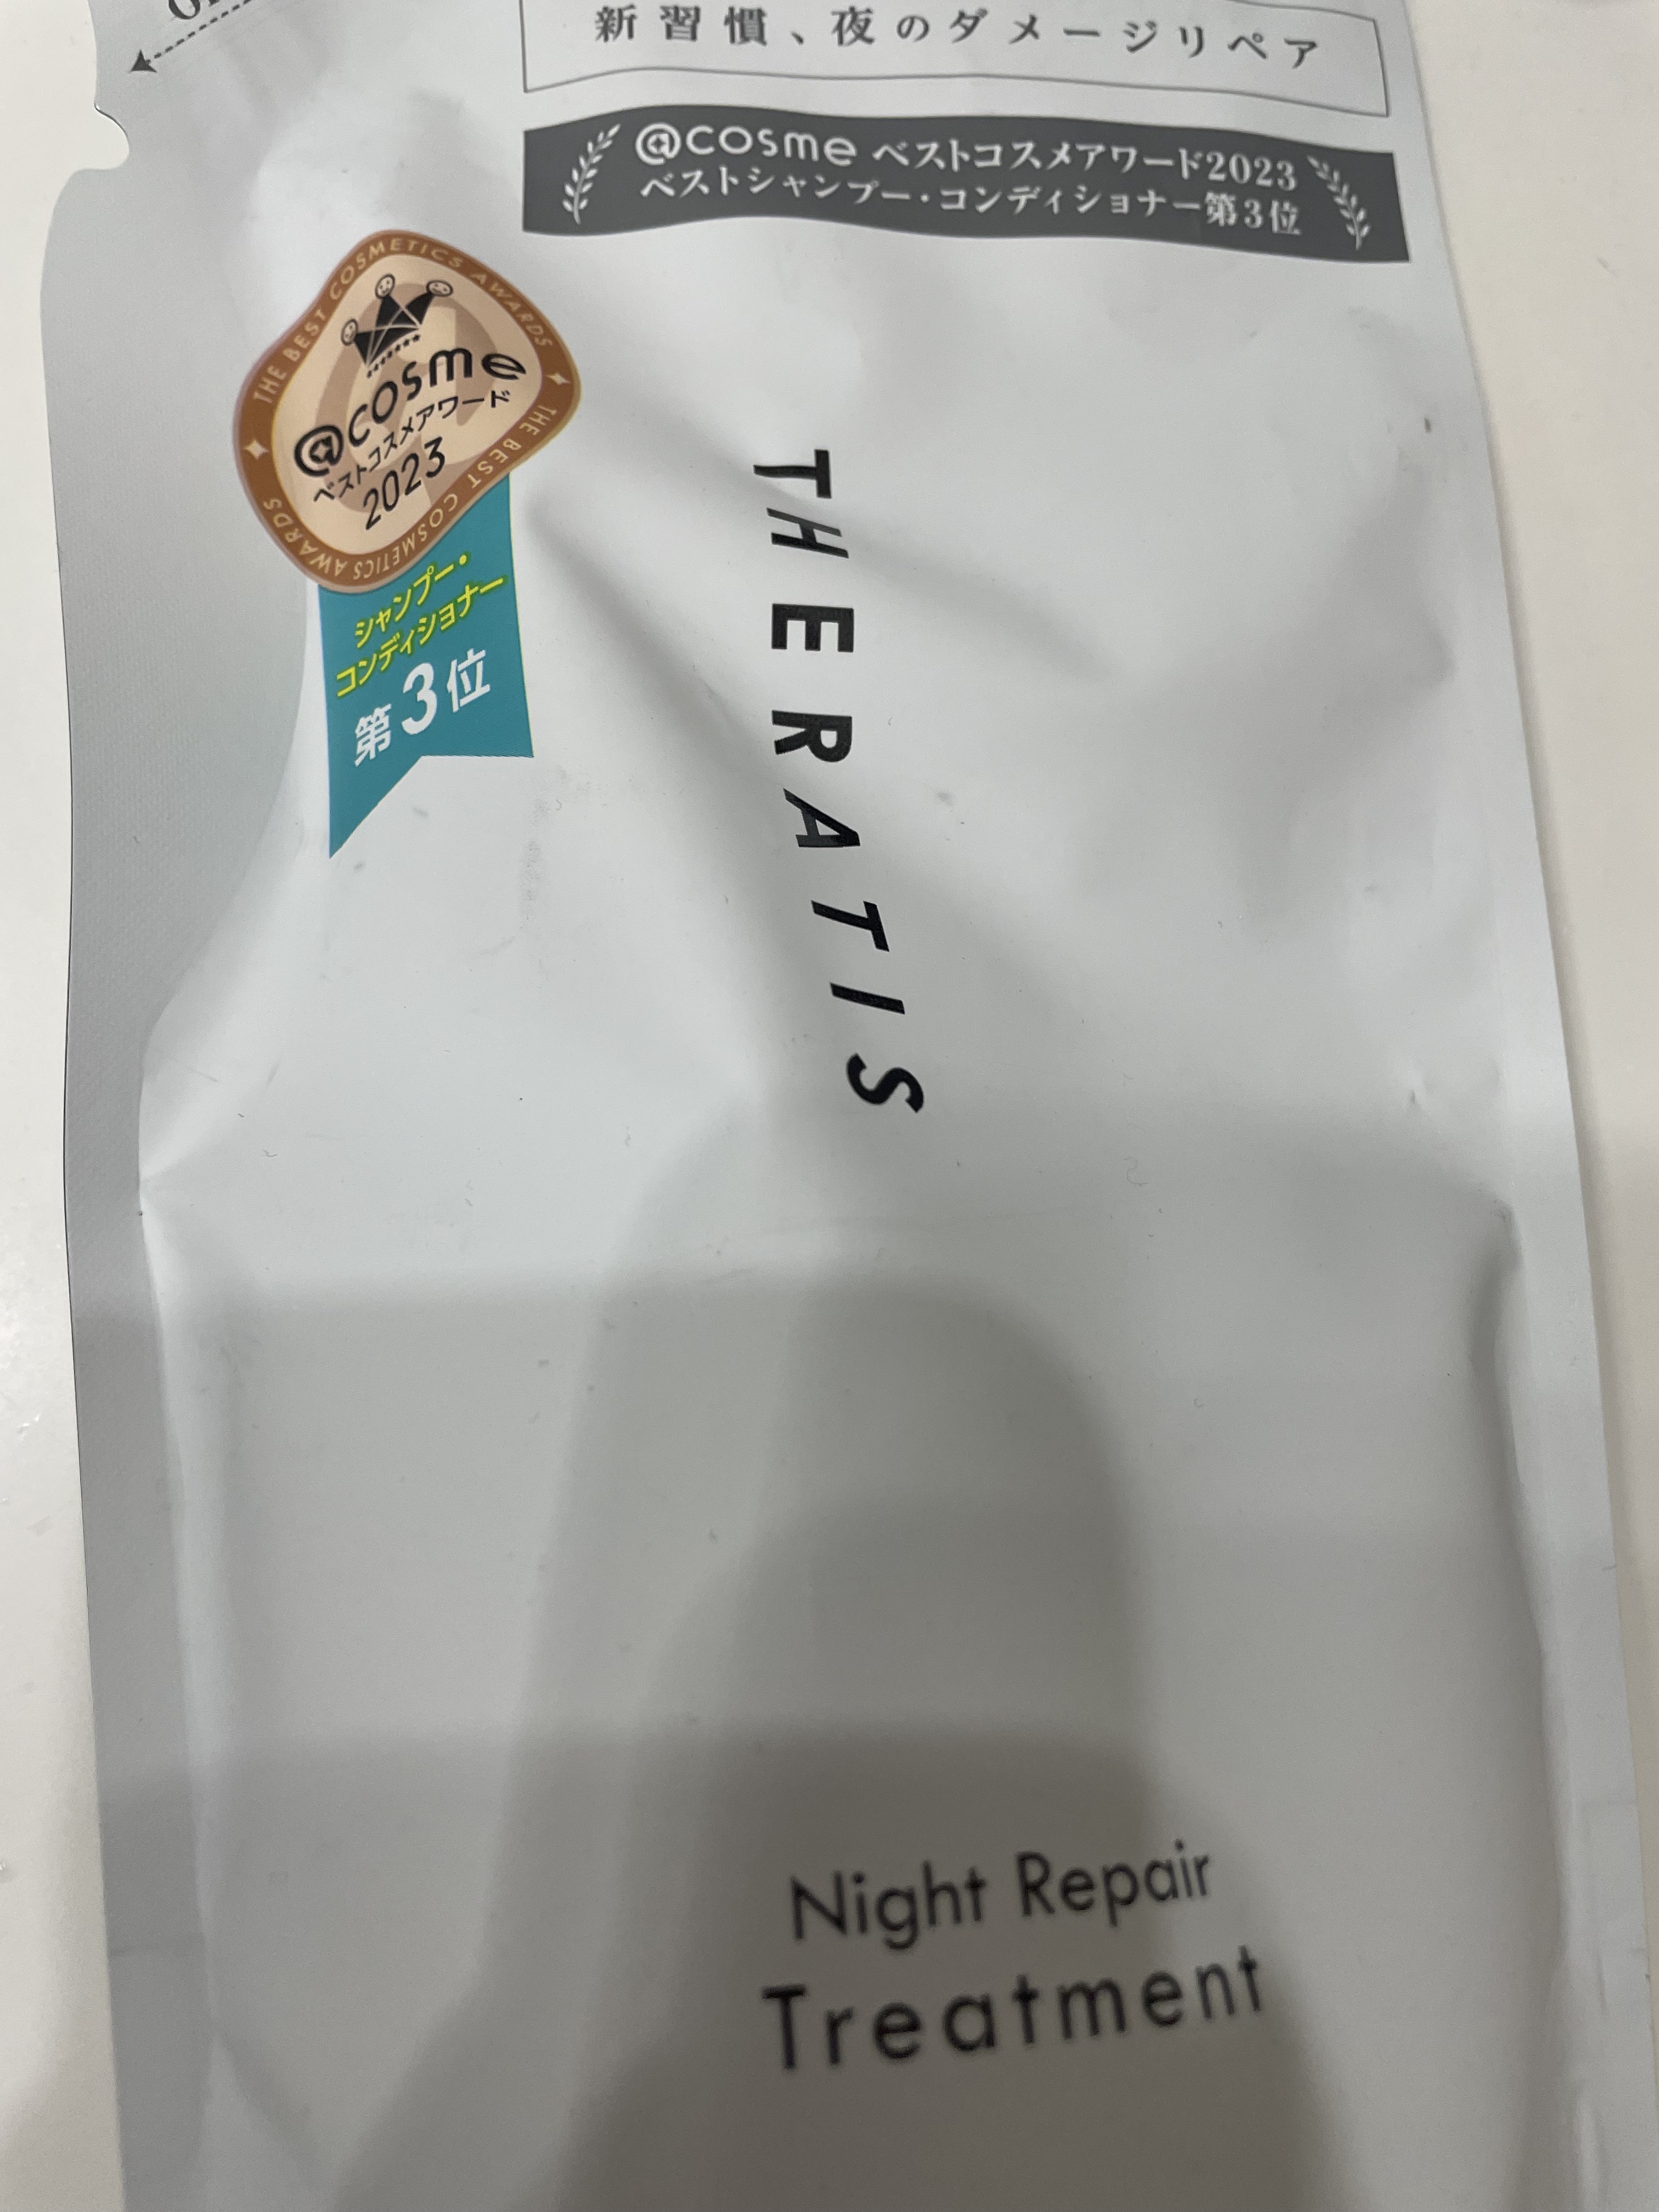 新習慣、夜のダメージリペア
@cosme ベストコスメアワード2023
ベストシャンプー・コンディショナー第3位
THE BEST COSMETICS AWARDS
@cosme
ベストコスメアワード
2023
THE BEST COSMETICS AWARDS
シャンプー・
コンディショナー
第3位
THERATIS
Night Repair
Treatment